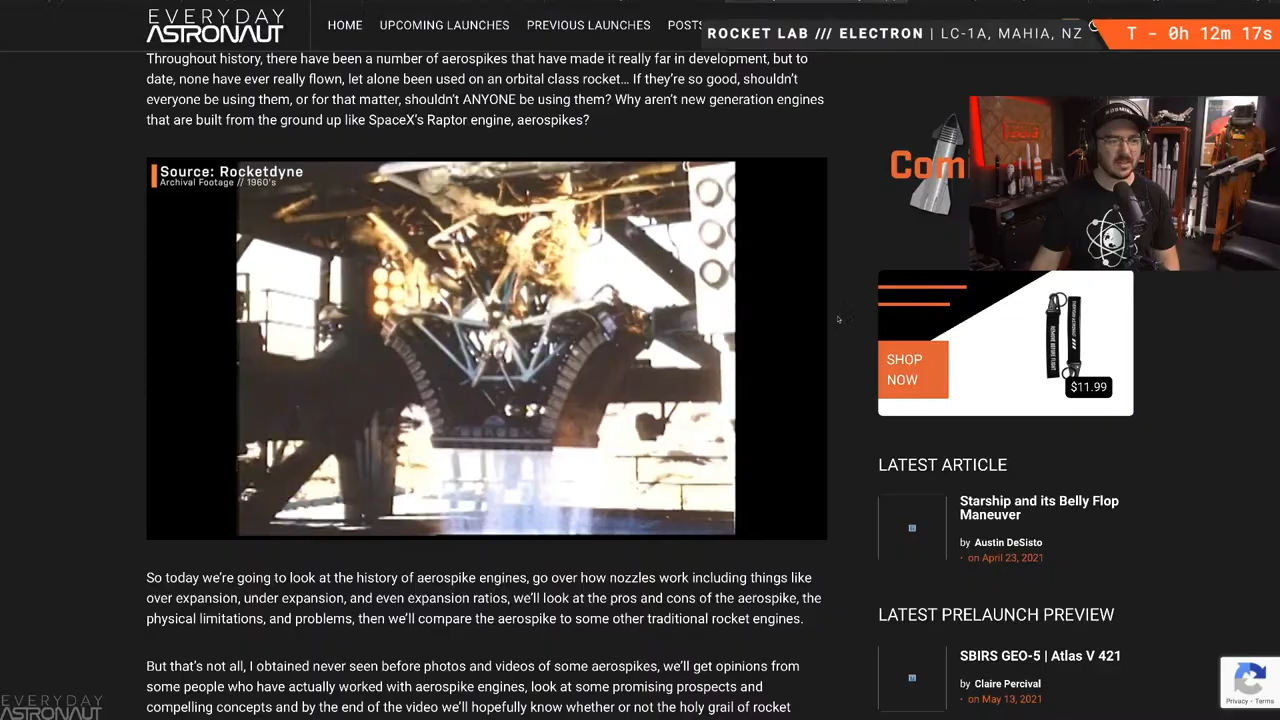 EVERYDAY
ASTRONAUT
HOME
UPCOMING LAUNCHES
PREVIOUS LAUNCHES
POSTS
ROCKET LAB /// ELECTRON | LC-1A, MAHIA, NZ
T - 0h 12m 17s
Throughout history, there have been a number of aerospikes that have made it really far in development, but to
date, none have ever really flown, let alone been used on an orbital class rocket… If they're so good, shouldn't
everyone be using them, or for that matter, shouldn't ANYONE be using them? Why aren't new generation engines
that are built from the ground up like SpaceX's Raptor engine, aerospikes?
Source: Rocketdyne
Archival Footage // 1960's
So today we're going to look at the history of aerospike engines, go over how nozzles work including things like
over expansion, under expansion, and even expansion ratios, we'll look at the pros and cons of the aerospike, the
physical limitations, and problems, then we'll compare the aerospike to some other traditional rocket engines.
But that's not all, I obtained never seen before photos and videos of some aerospikes, we'll get opinions from
some people who have actually worked with aerospike engines, look at some promising prospects and
compelling concepts and by the end of the video we'll hopefully know whether or not the holy grail of rocket
Com
SHOP
NOW
REMOVE BEFORE FLIGHT
$11.99
LATEST ARTICLE
Starship and its Belly Flop
Maneuver
by Austin DeSisto
- on April 23, 2021
LATEST PRELAUNCH PREVIEW
SBIRS GEO-5 | Atlas V 421
by Claire Percival
- on May 13, 2021
Privacy - Terms
EVERYDAY
ASTRONAUT